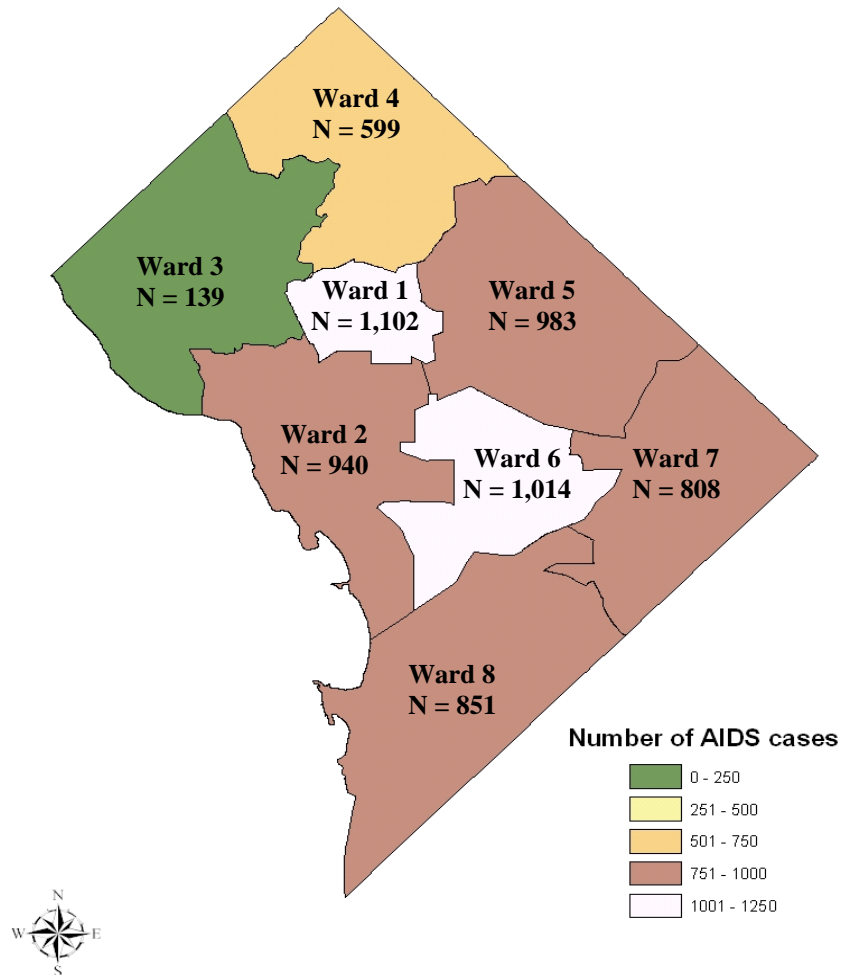 Ward 4
N = 599
Ward 3
N = 139
Ward 1
N = 1,102
Ward 5
N = 983
Ward 2
N = 940
Ward 6
N = 1,014
Ward 7
N = 808
Ward 8
N = 851
Number of AIDS cases
0 - 250
251 - 500
501 - 750
751 - 1000
1001 - 1250
N
W E
S